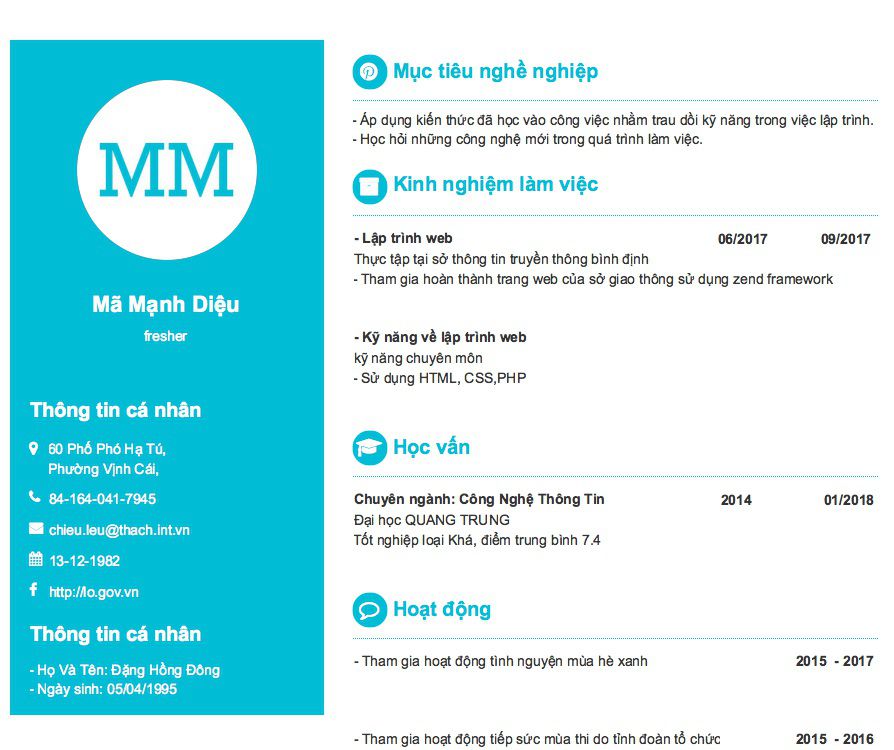 MM
Mã Mạnh Diệu
fresher
Thông tin cá nhân
60 Phố Phó Hạ Tú,
Phường Vịnh Cái,
84-164-041-7945
chieu.leu@thach.int.vn
13-12-1982
http://lo.gov.vn
Thông tin cá nhân
- Họ Và Tên: Đặng Hồng Đông
- Ngày sinh: 05/04/1995
Mục tiêu nghề nghiệp
- Áp dụng kiến thức đã học vào công việc nhằm trau dồi kỹ năng trong việc lập trình.
- Học hỏi những công nghệ mới trong quá trình làm việc.
Kinh nghiệm làm việc
- Lập trình web 06/2017 09/2017
Thực tập tại sở thông tin truyền thông bình định
- Tham gia hoàn thành trang web của sở giao thông sử dụng zend framework
- Kỹ năng về lập trình web
kỹ năng chuyên môn
- Sử dụng HTML, CSS,PHP
Học vấn
Chuyên ngành: Công Nghệ Thông Tin 2014 01/2018
Đại học QUANG TRUNG
Tốt nghiệp loại Khá, điểm trung bình 7.4
Hoạt động
- Tham gia hoạt động tình nguyện mùa hè xanh 2015 - 2017
- Tham gia hoạt động tiếp sức mùa thi do tỉnh đoàn tổ chức 2015 - 2016